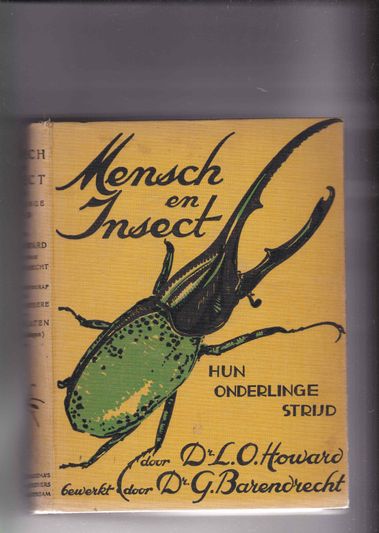 Mensch
en
Insect
HUN
ONDERLINGE
STRIJD
door Dr. L. O. Howard
bewerkt door Dr. G. Barendrecht